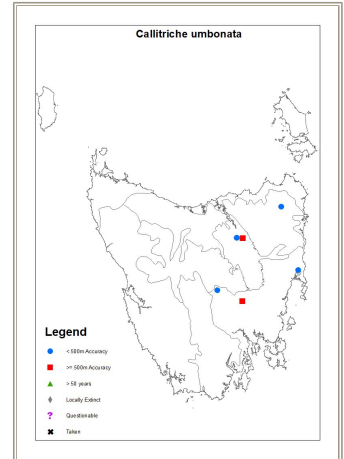 Callitriche umbonata
Legend
< 500m Accuracy
>= 500m Accuracy
> 50 years
Locally Extinct
Questionable
Taken